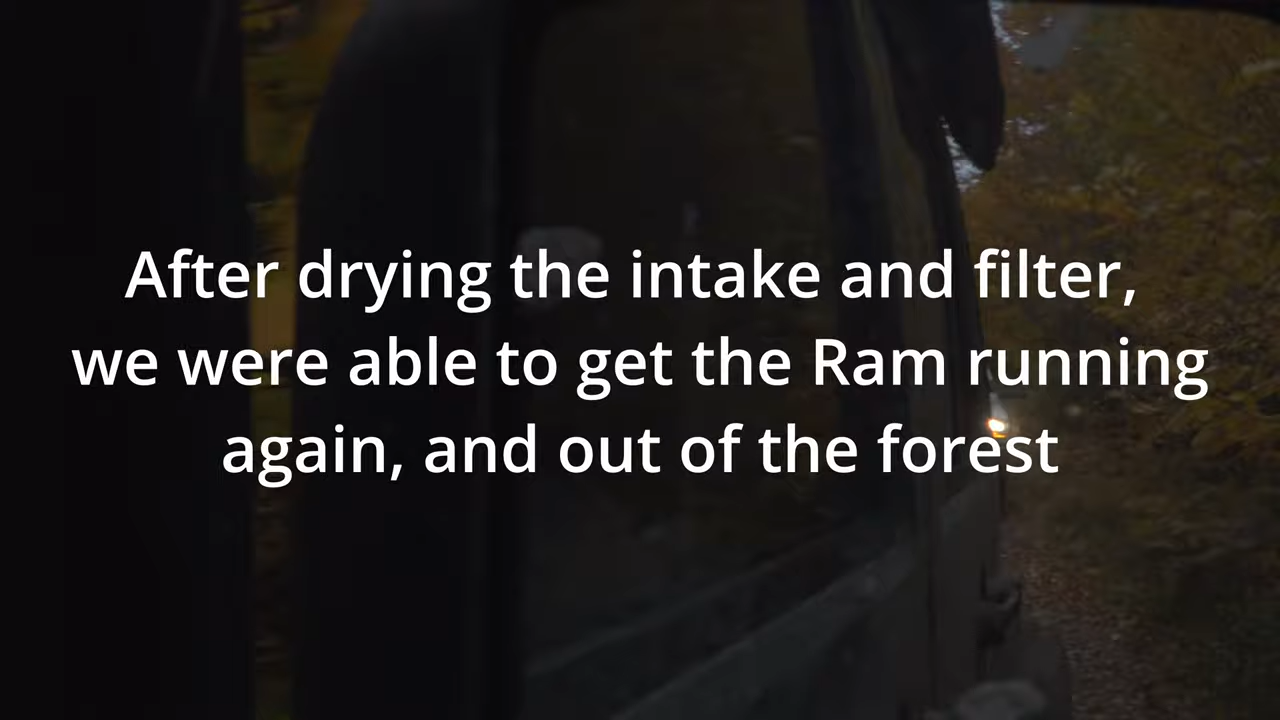 After drying the intake and filter,
we were able to get the Ram running
again, and out of the forest